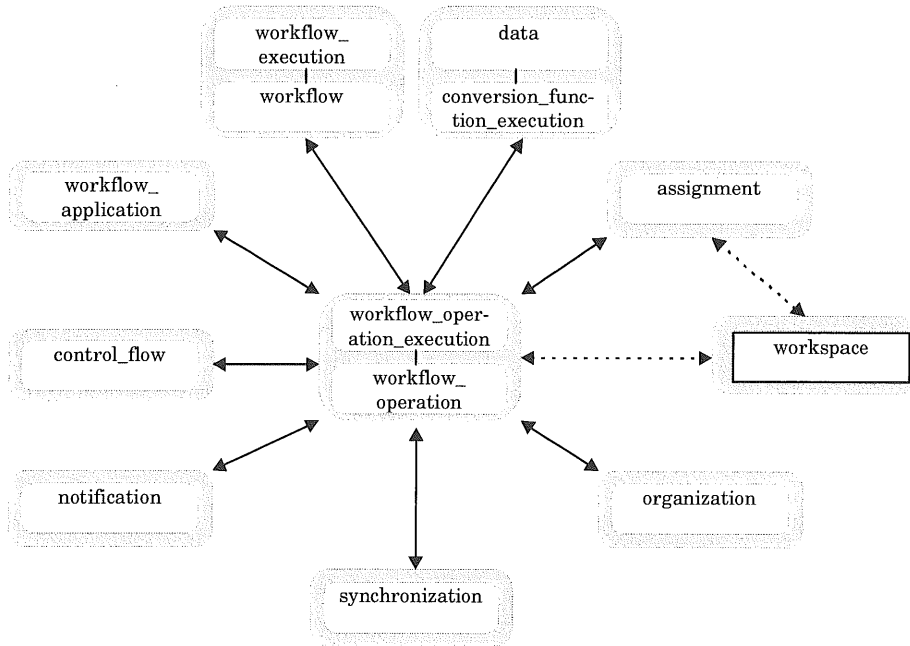 workflow_
execution
workflow
data
conversion_func-
tion_execution
workflow_
application
assignment
workflow_oper-
ation_execution
workflow_
operation
control_flow
workspace
notification
organization
synchronization